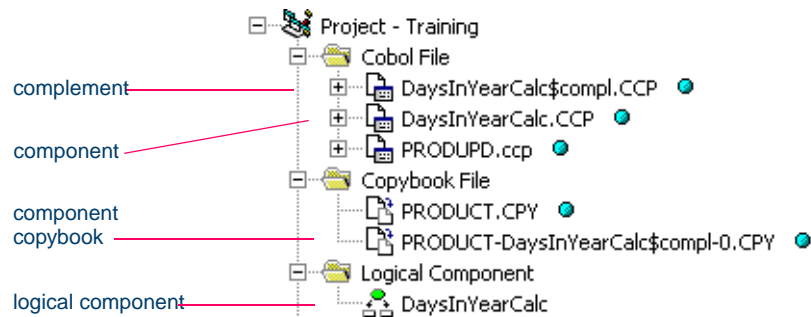 Project - Training
Cobol File
complement
DaysInYearCalc$compl.CCP
DaysInYearCalc.CCP
component
PRODUPD.ccp
Copybook File
component
copybook
PRODUCT.CPY
PRODUCT-DaysInYearCalc$compl-0.CPY
Logical Component
logical component
DaysInYearCalc